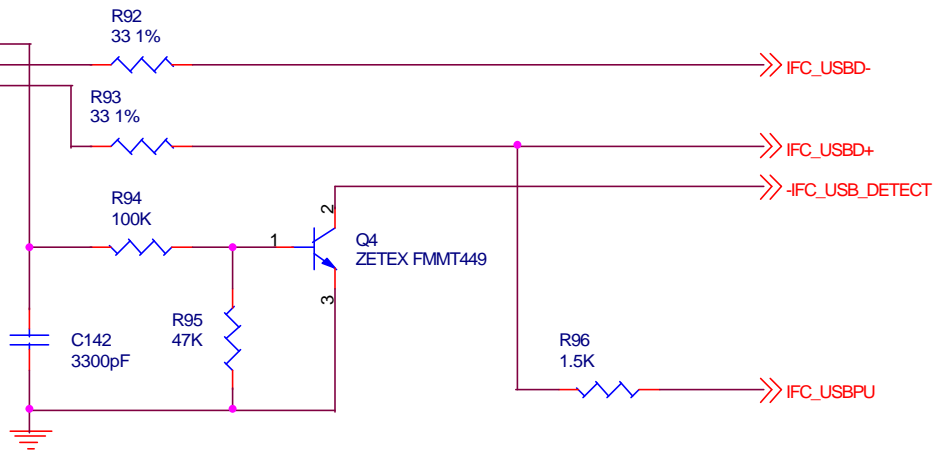 R92
33 1%
IFC_USBD-
R93
33 1%
IFC_USBD+
-IFC_USB_DETECT
R94
100K
2
1
Q4
ZETEX FMMT449
3
R95
47K
C142
3300pF
R96
1.5K
IFC_USBPU